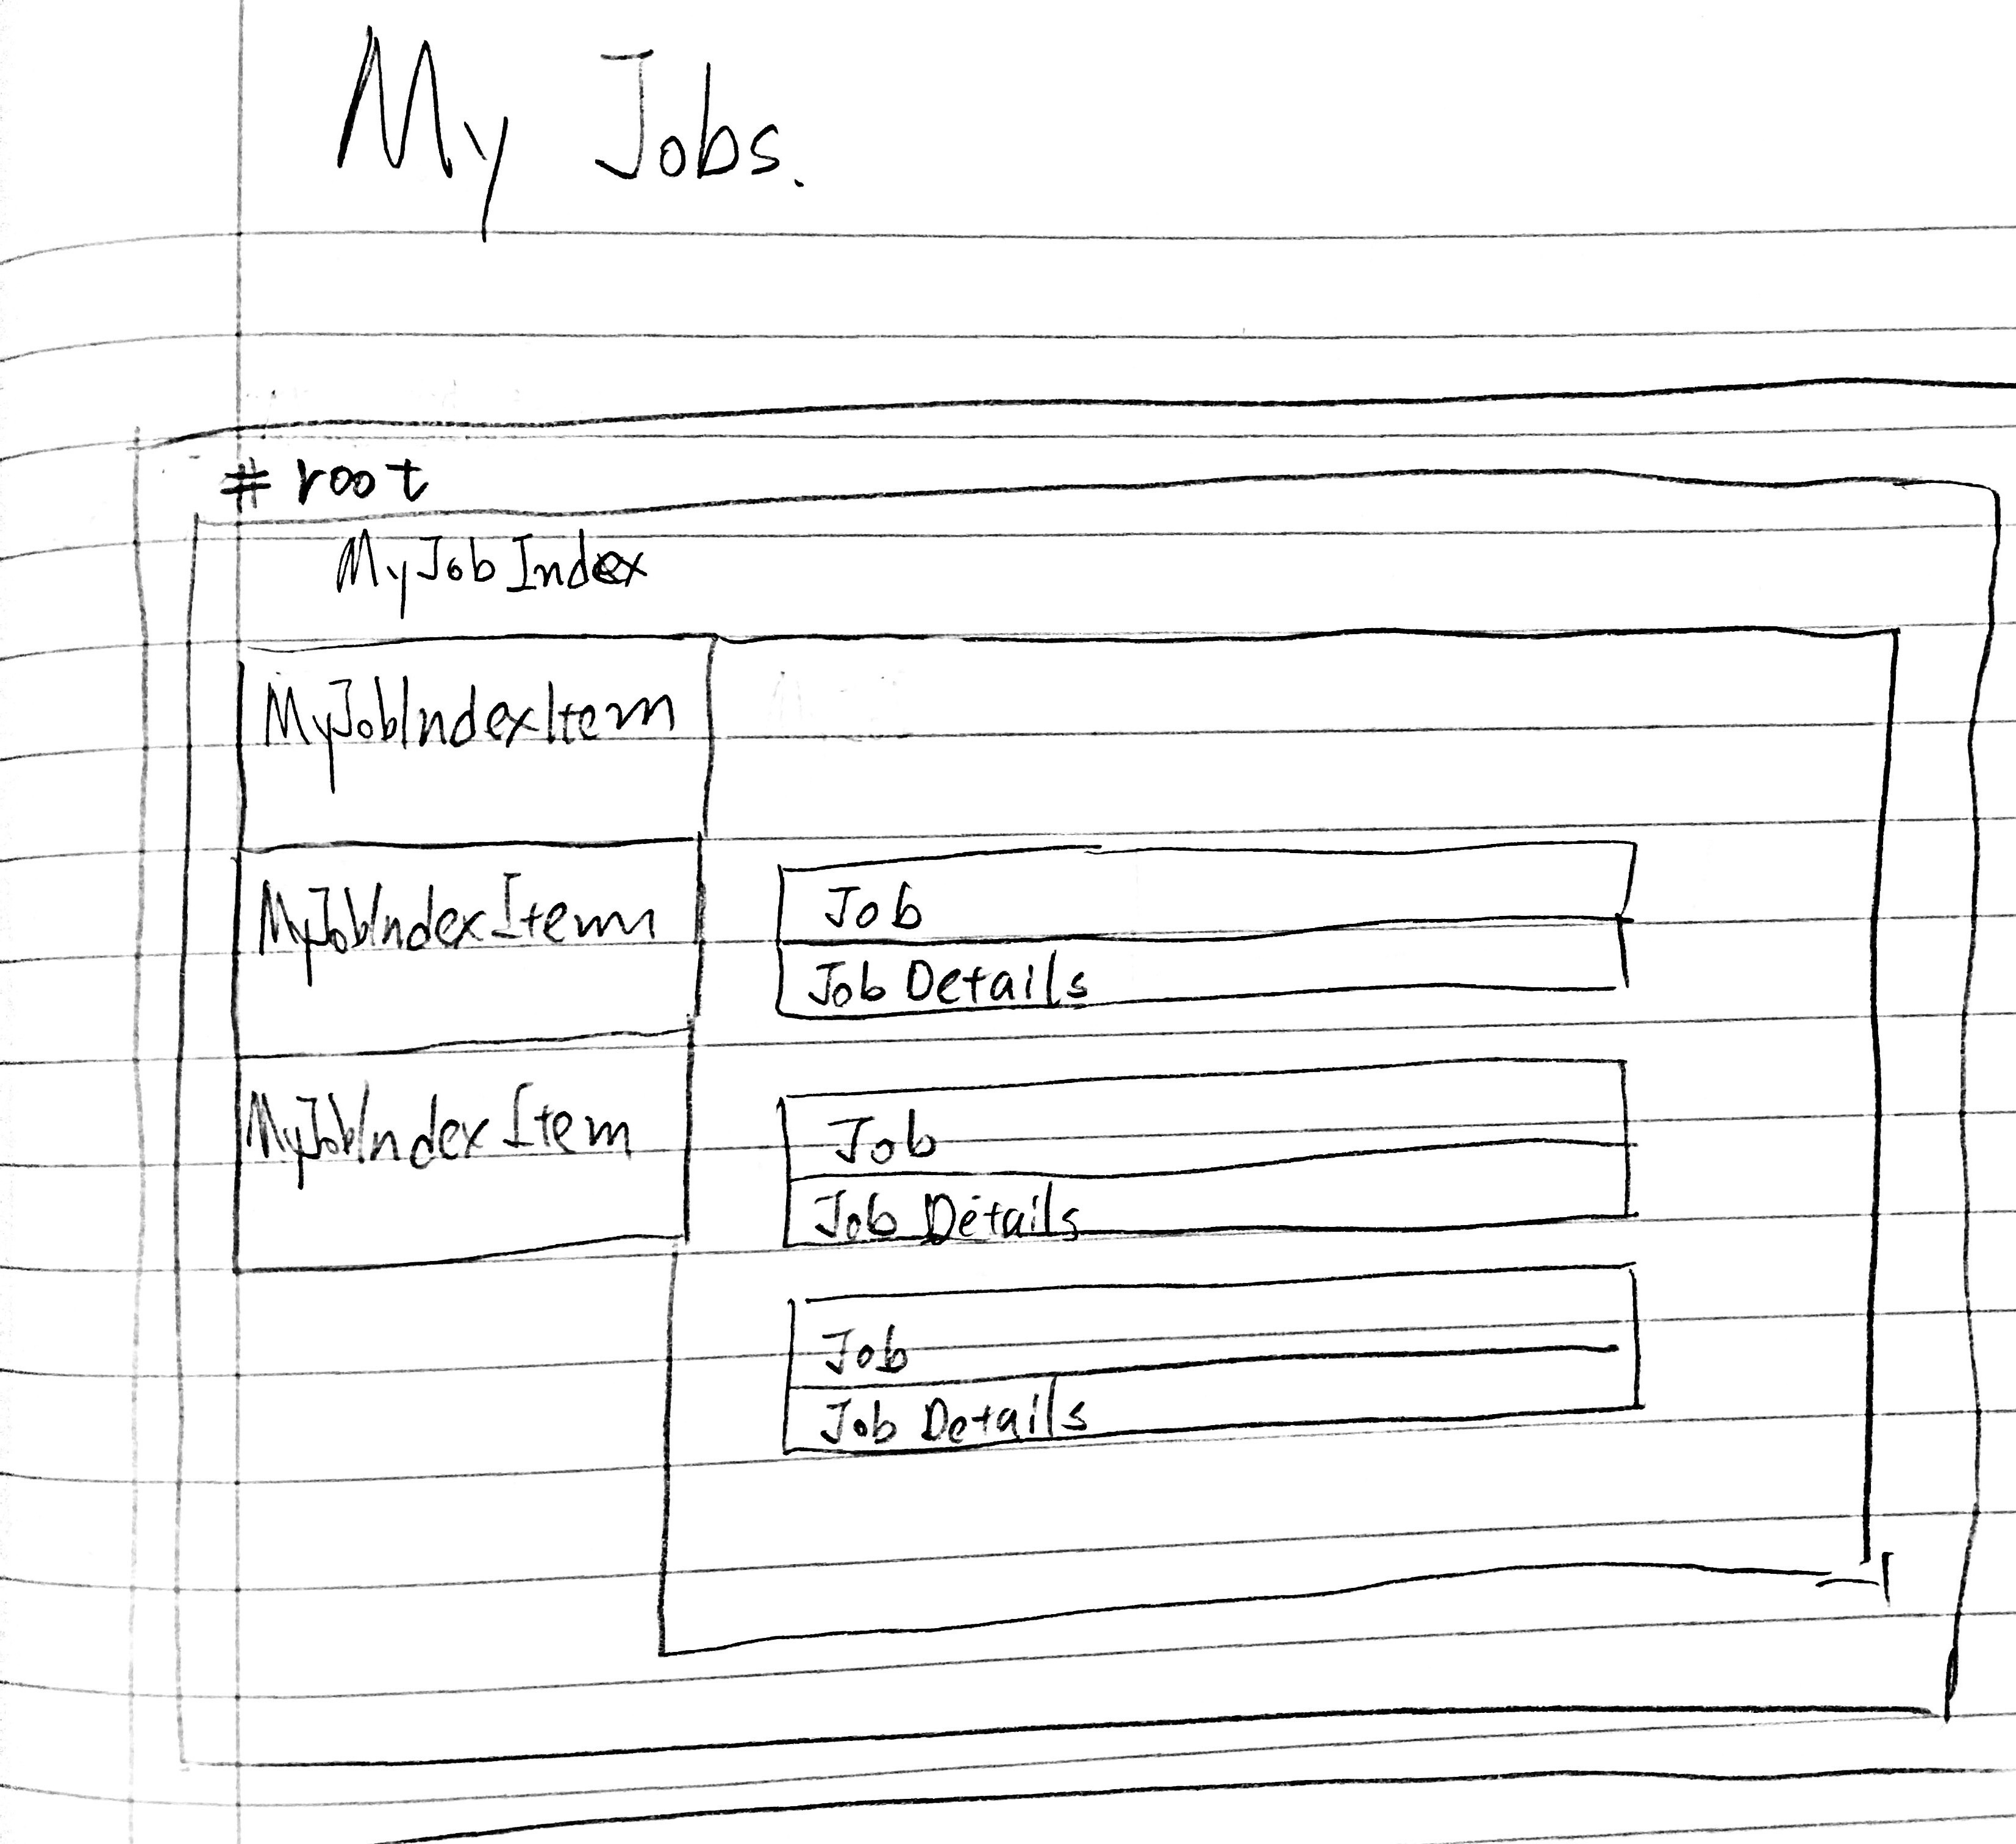 My Jobs.
# root
MyJobIndex
MyJobIndexItem
MyJobIndexItem
MyJobIndexItem
Job
Job Details
Job
Job Details
Job
Job Details